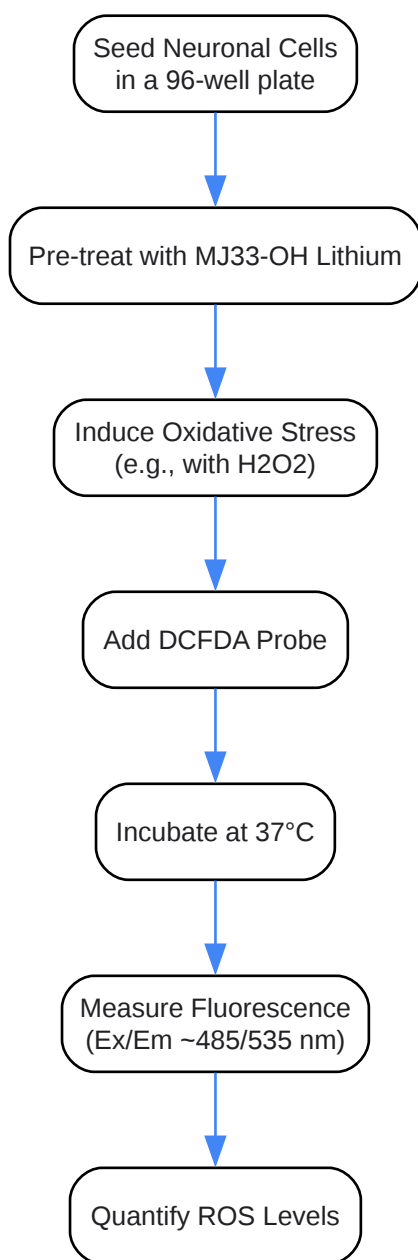 Seed Neuronal Cells
in a 96-well plate
Pre-treat with MJ33-OH Lithium
Induce Oxidative Stress
(e.g., with H2O2)
Add DCFDA Probe
Incubate at 37°C
Measure Fluorescence
(Ex/Em ~485/535 nm)
Quantify ROS Levels